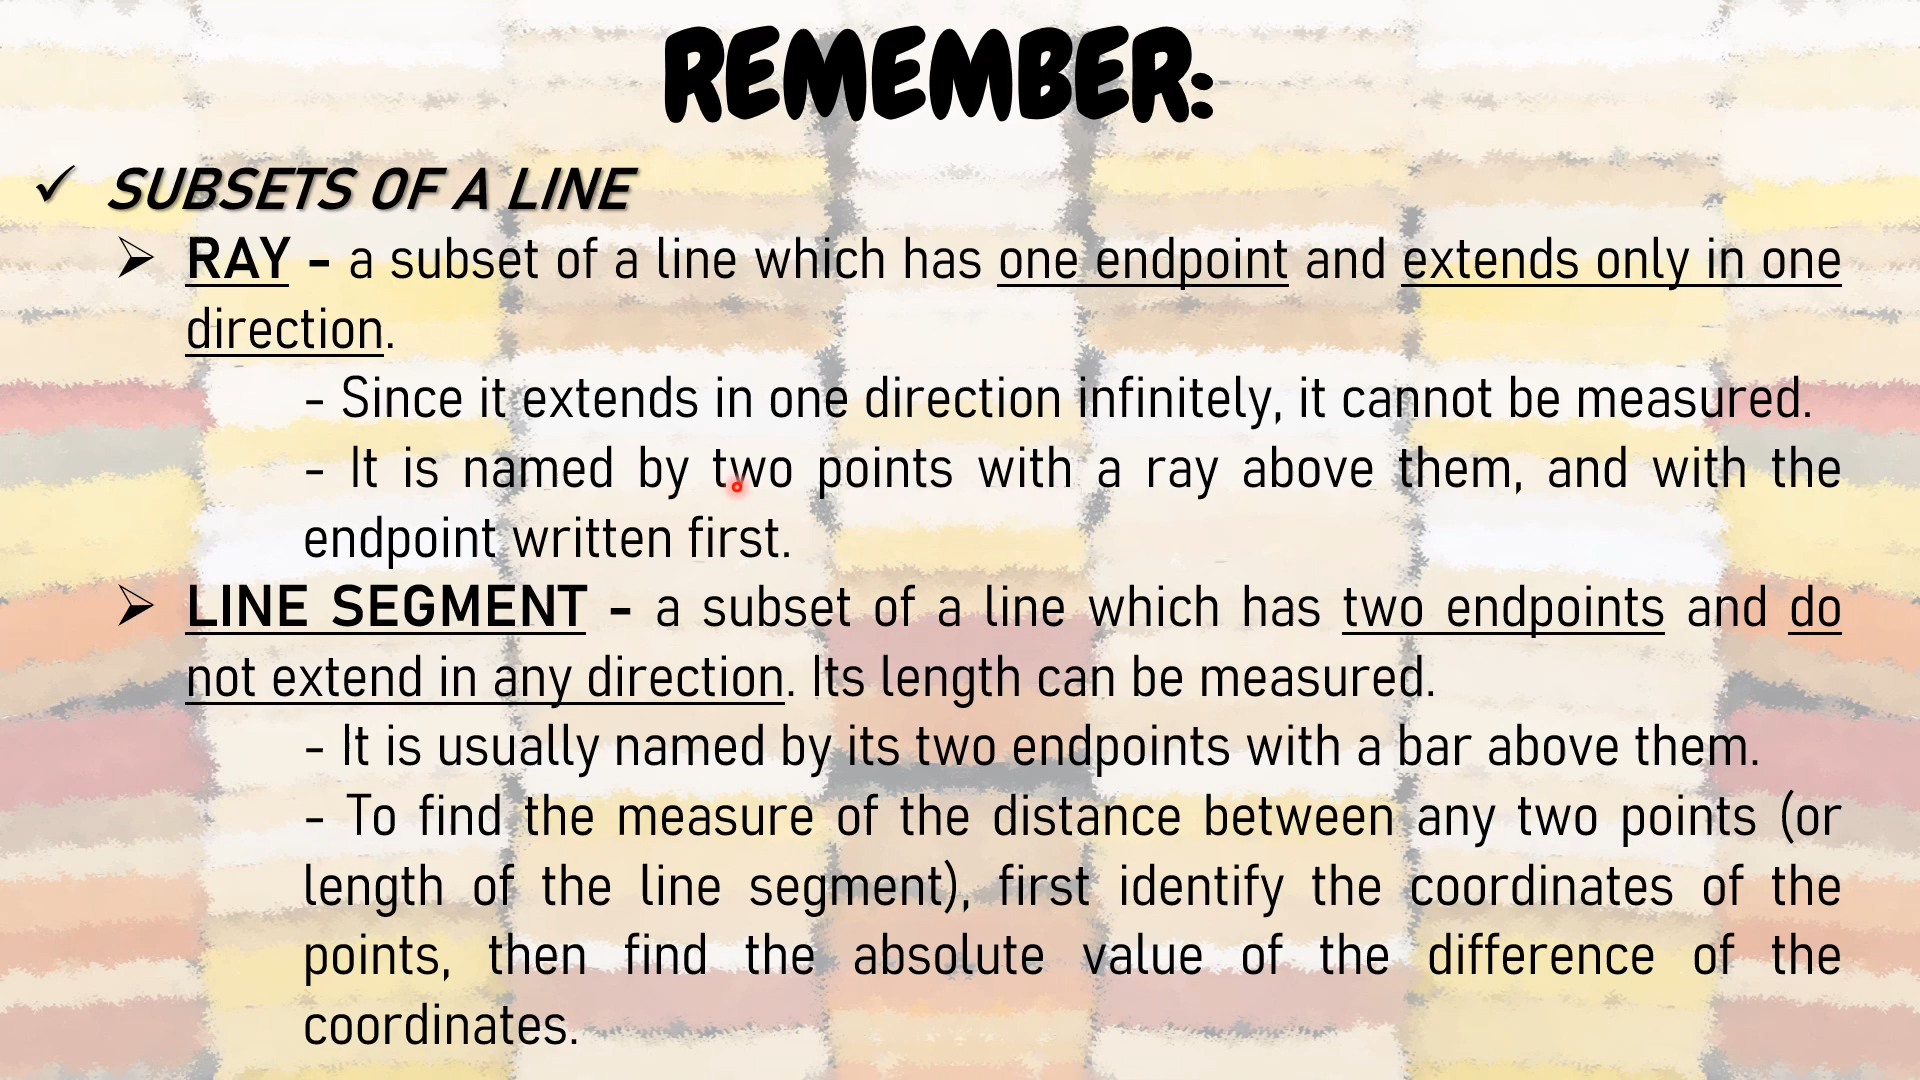 REMEMBER:
✓ SUBSETS OF A LINE
➢ RAY - a subset of a line which has one endpoint and extends only in one
direction.
- Since it extends in one direction infinitely, it cannot be measured.
- It is named by two points with a ray above them, and with the
endpoint written first.
➢ LINE SEGMENT - a subset of a line which has two endpoints and do
not extend in any direction. Its length can be measured.
- It is usually named by its two endpoints with a bar above them.
- To find the measure of the distance between any two points (or
length of the line segment), first identify the coordinates of the
points, then find the absolute value of the difference of the
coordinates.